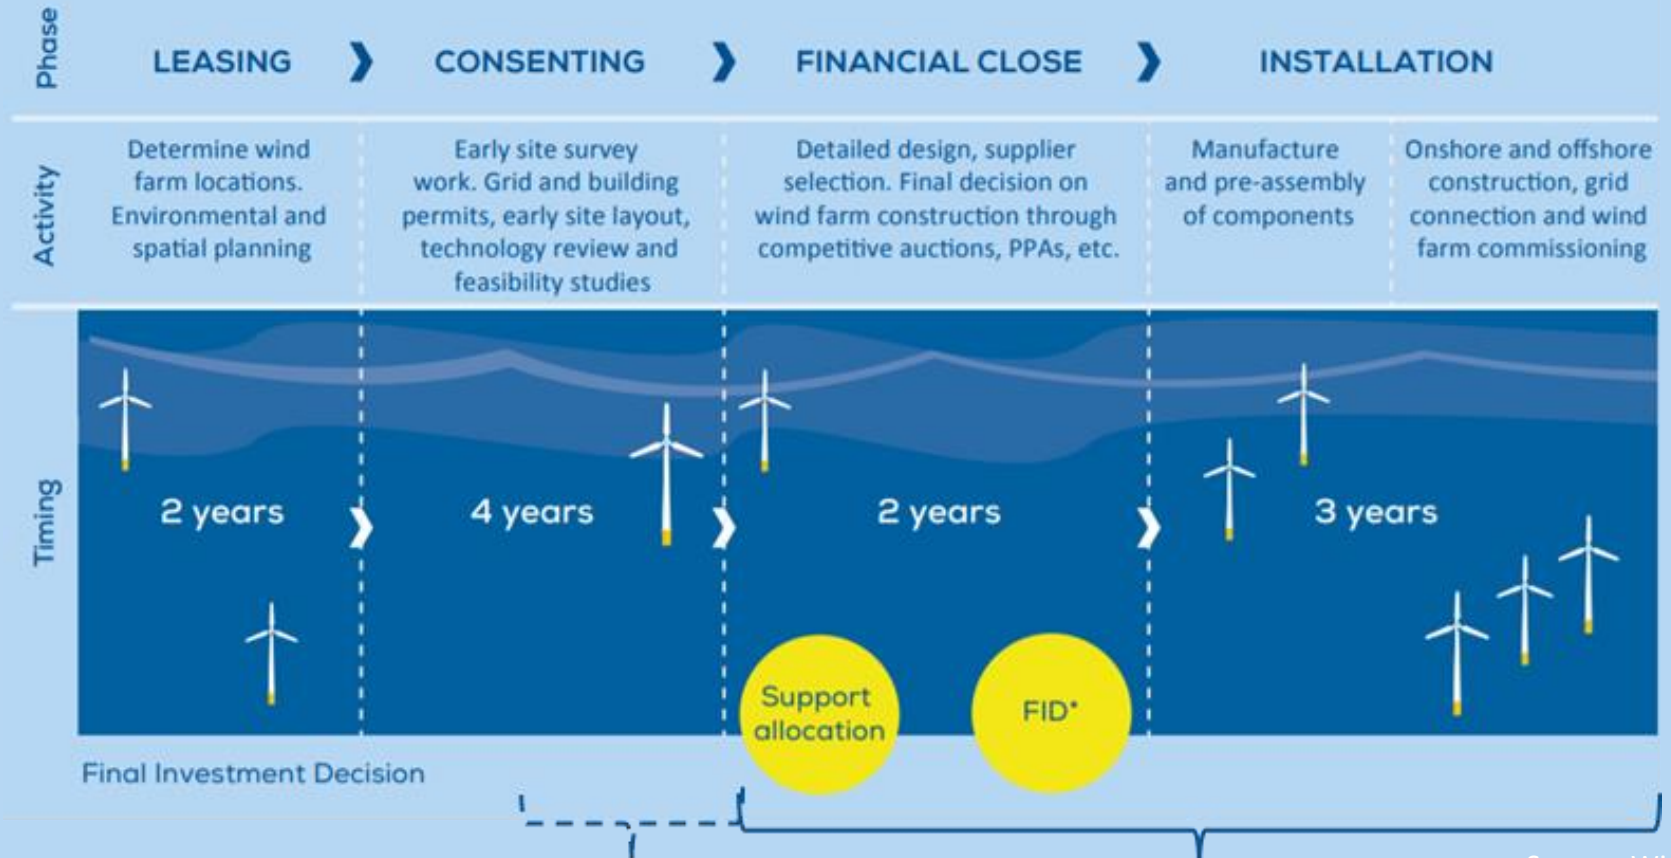 Phase
LEASING
CONSENTING
FINANCIAL CLOSE
INSTALLATION
Activity
Determine wind
farm locations.
Environmental and
spatial planning
Early site survey
work. Grid and building
permits, early site layout,
technology review and
feasibility studies
Detailed design, supplier
selection. Final decision on
wind farm construction through
competitive auctions, PPAs, etc.
Manufacture
and pre-assembly
of components
Onshore and offshore
construction, grid
connection and wind
farm commissioning
Timing
2 years
4 years
2 years
3 years
Support
allocation
FID*
Final Investment Decision